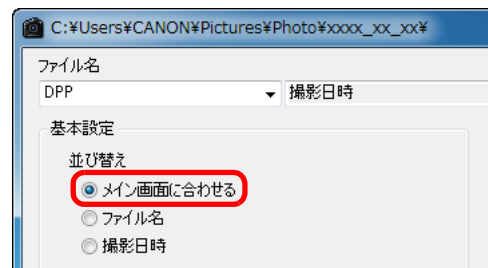 C:¥Users¥CANON¥Pictures¥Photo¥xxxx_xx_xx¥
ファイル名
DPP 撮影日時
基本設定
並び替え
メイン画面に合わせる
ファイル名
撮影日時